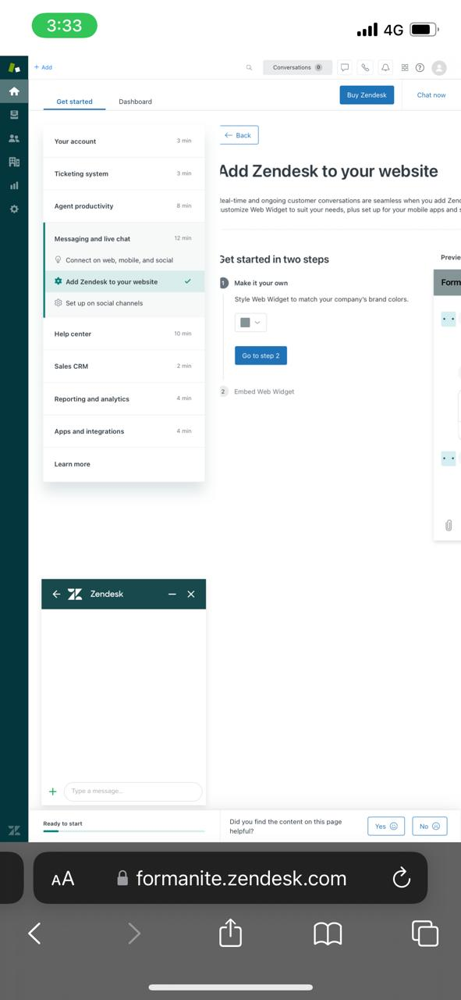 3:33
4G
+ Add
Conversations 0
Get started
Dashboard
Buy Zendesk
Chat now
Your account 3 min
Ticketing system 3 min
Agent productivity 8 min
Messaging and live chat 12 min
Connect on web, mobile, and social
Add Zendesk to your website
Set up on social channels
Help center 10 min
Sales CRM 2 min
Reporting and analytics 4 min
Apps and integrations 4 min
Learn more
← Back
Add Zendesk to your website
Real-time and ongoing customer conversations are seamless when you add Zend
customize Web Widget to suit your needs, plus set up for your mobile apps and s
Get started in two steps
1 Make it your own
Style Web Widget to match your company's brand colors.
Go to step 2
2 Embed Web Widget
Previe
Form
Zendesk
Type a message...
Ready to start
Did you find the content on this page
helpful?
Yes
No
AA
formanite.zendesk.com